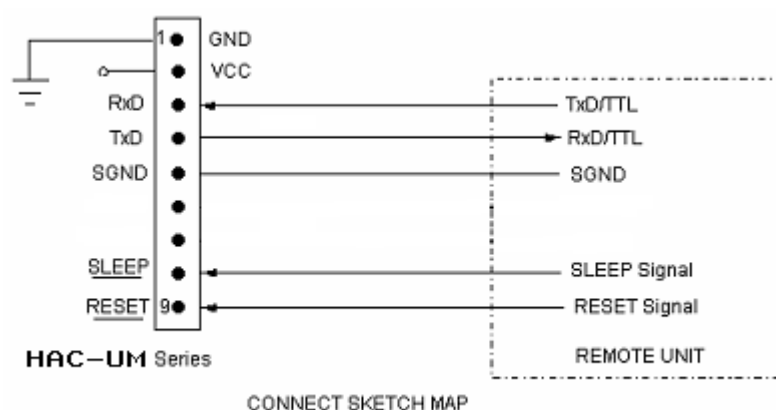 1 GND
VCC
RxD TxD/TTL
TxD RxD/TTL
SGND SGND
SLEEP SLEEP Signal
RESET 9 RESET Signal
HAC-UM Series REMOTE UNIT
CONNECT SKETCH MAP